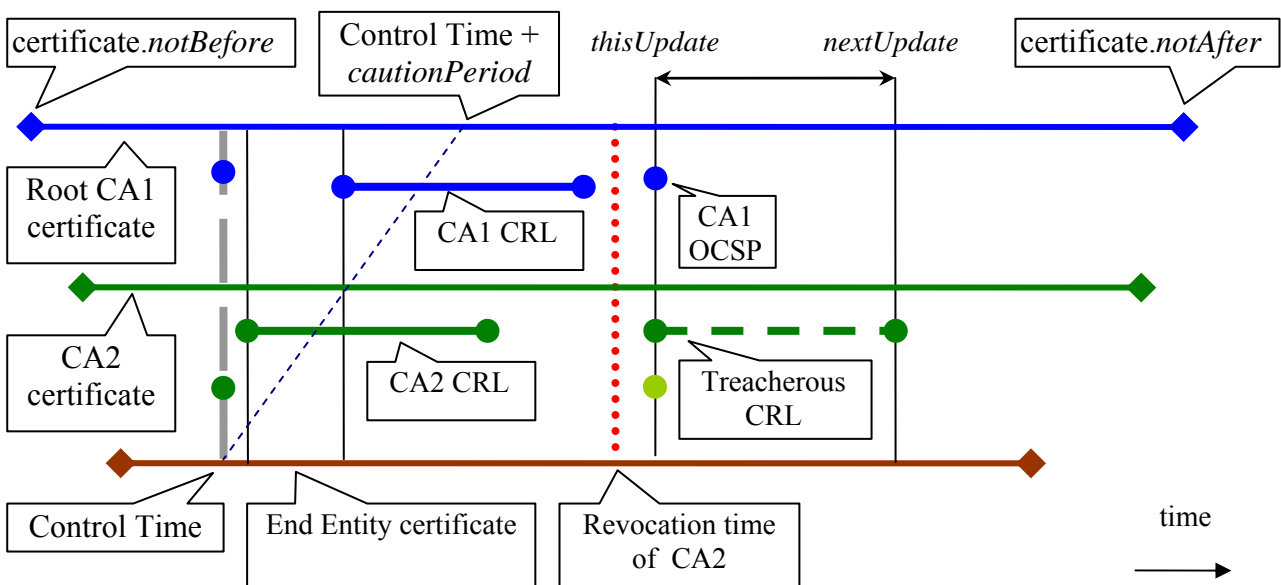 certificate.notBefore
Control Time +
cautionPeriod
thisUpdate
nextUpdate
certificate.notAfter
Root CA1
certificate
CA1 CRL
CA1
OCSP
CA2
certificate
CA2 CRL
Treacherous
CRL
Control Time
End Entity certificate
Revocation time
of CA2
time